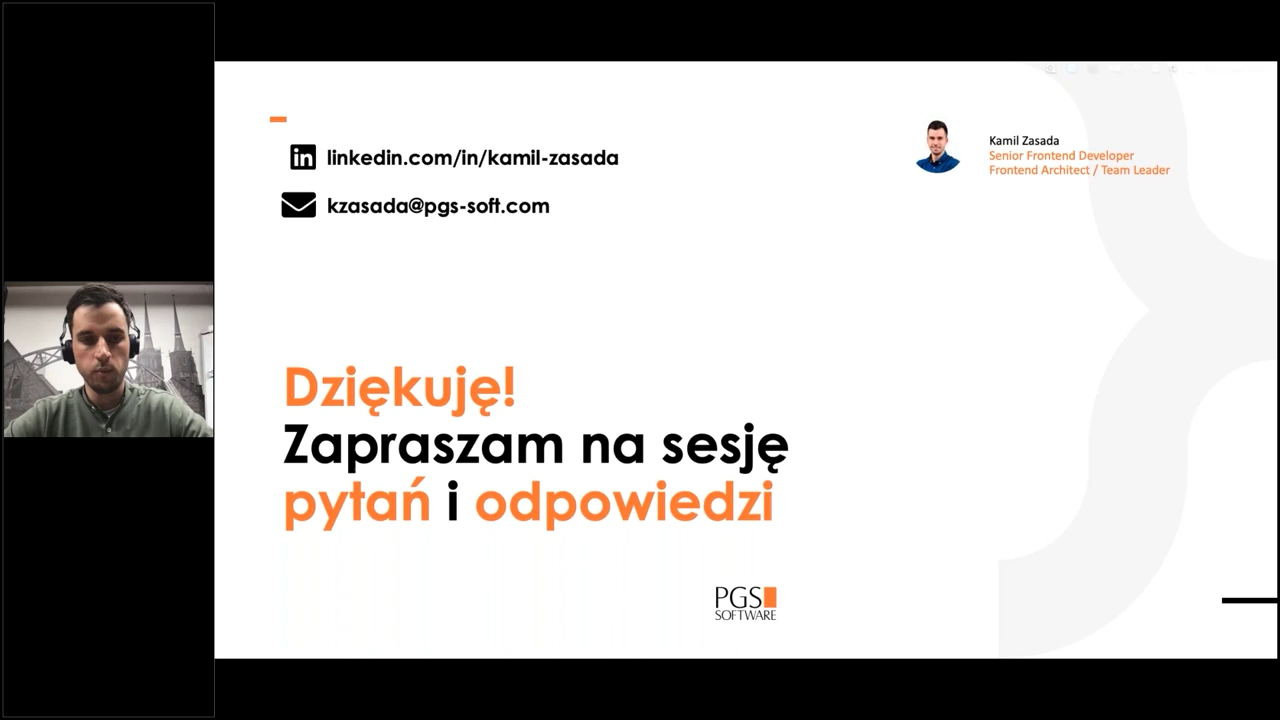 linkedin.com/in/kamil-zasada
kzasada@pgs-soft.com
Kamil Zasada
Senior Frontend Developer
Frontend Architect / Team Leader
Dziękuję!
Zapraszam na sesję
pytań i odpowiedzi
PGS
SOFTWARE